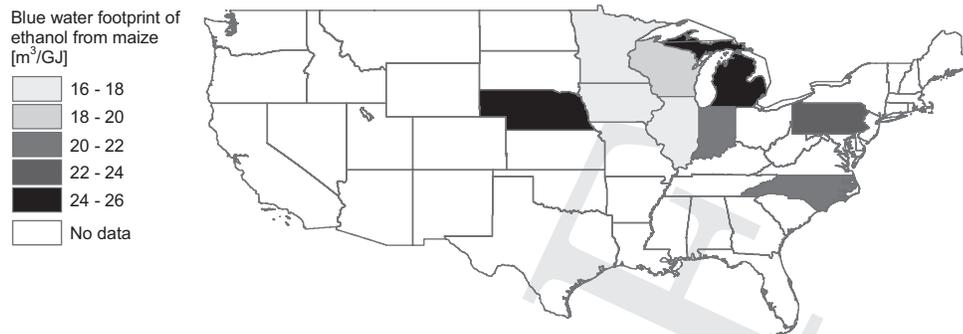 Blue water footprint of
ethanol from maize
[m³/GJ]
16 - 18
18 - 20
20 - 22
22 - 24
24 - 26
No data